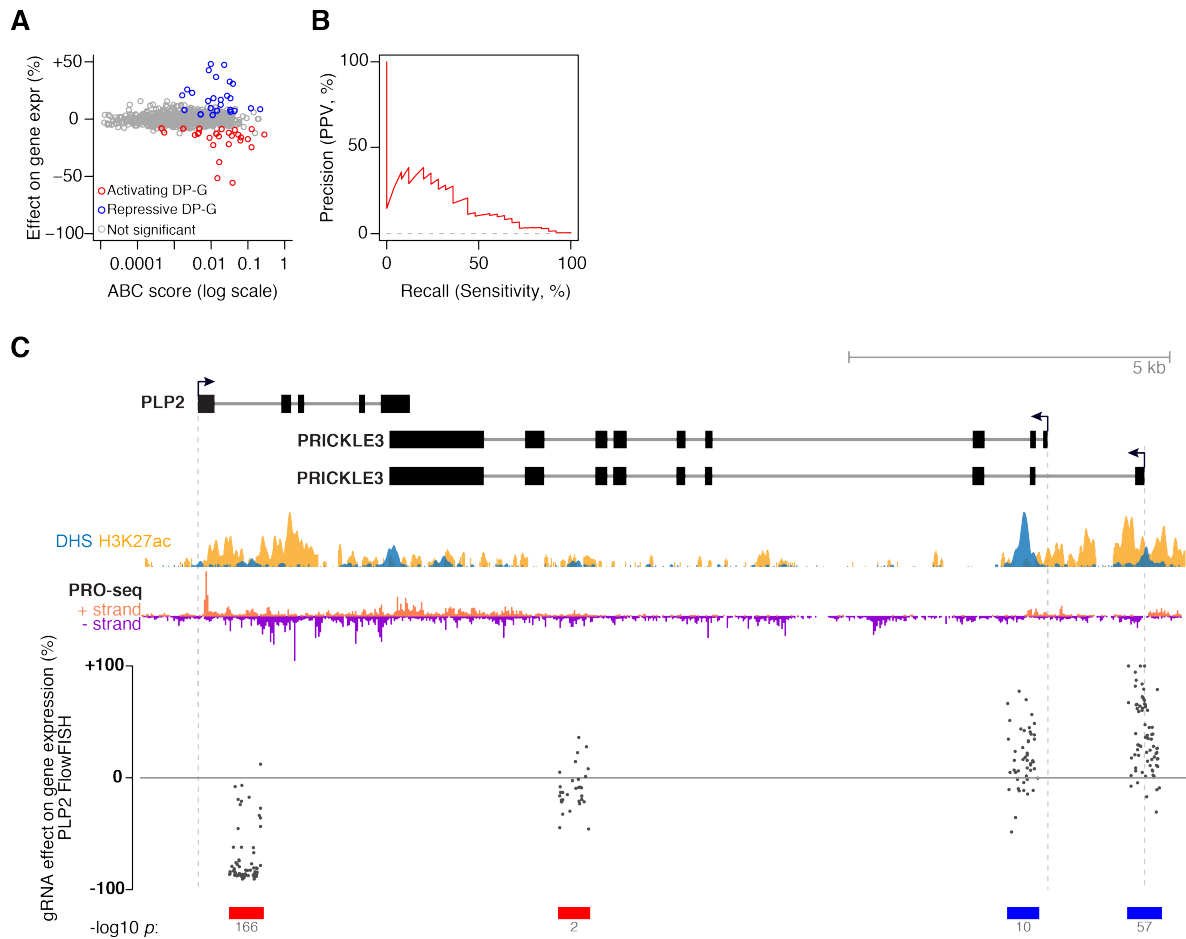 A
Effect on gene expr (%)
+50
0
−50
−100
Activating DP-G
Repressive DP-G
Not significant
0.0001
0.01
0.1
1
ABC score (log scale)
B
Precision (PPV, %)
100
50
0
0
50
100
Recall (Sensitivity, %)
C
5 kb
PLP2
PRICKLE3
PRICKLE3
DHS H3K27ac
PRO-seq
+ strand
- strand
gRNA effect on gene expression (%)
PLP2 FlowFISH
+100
0
-100
-log10 p:
166
2
10
57